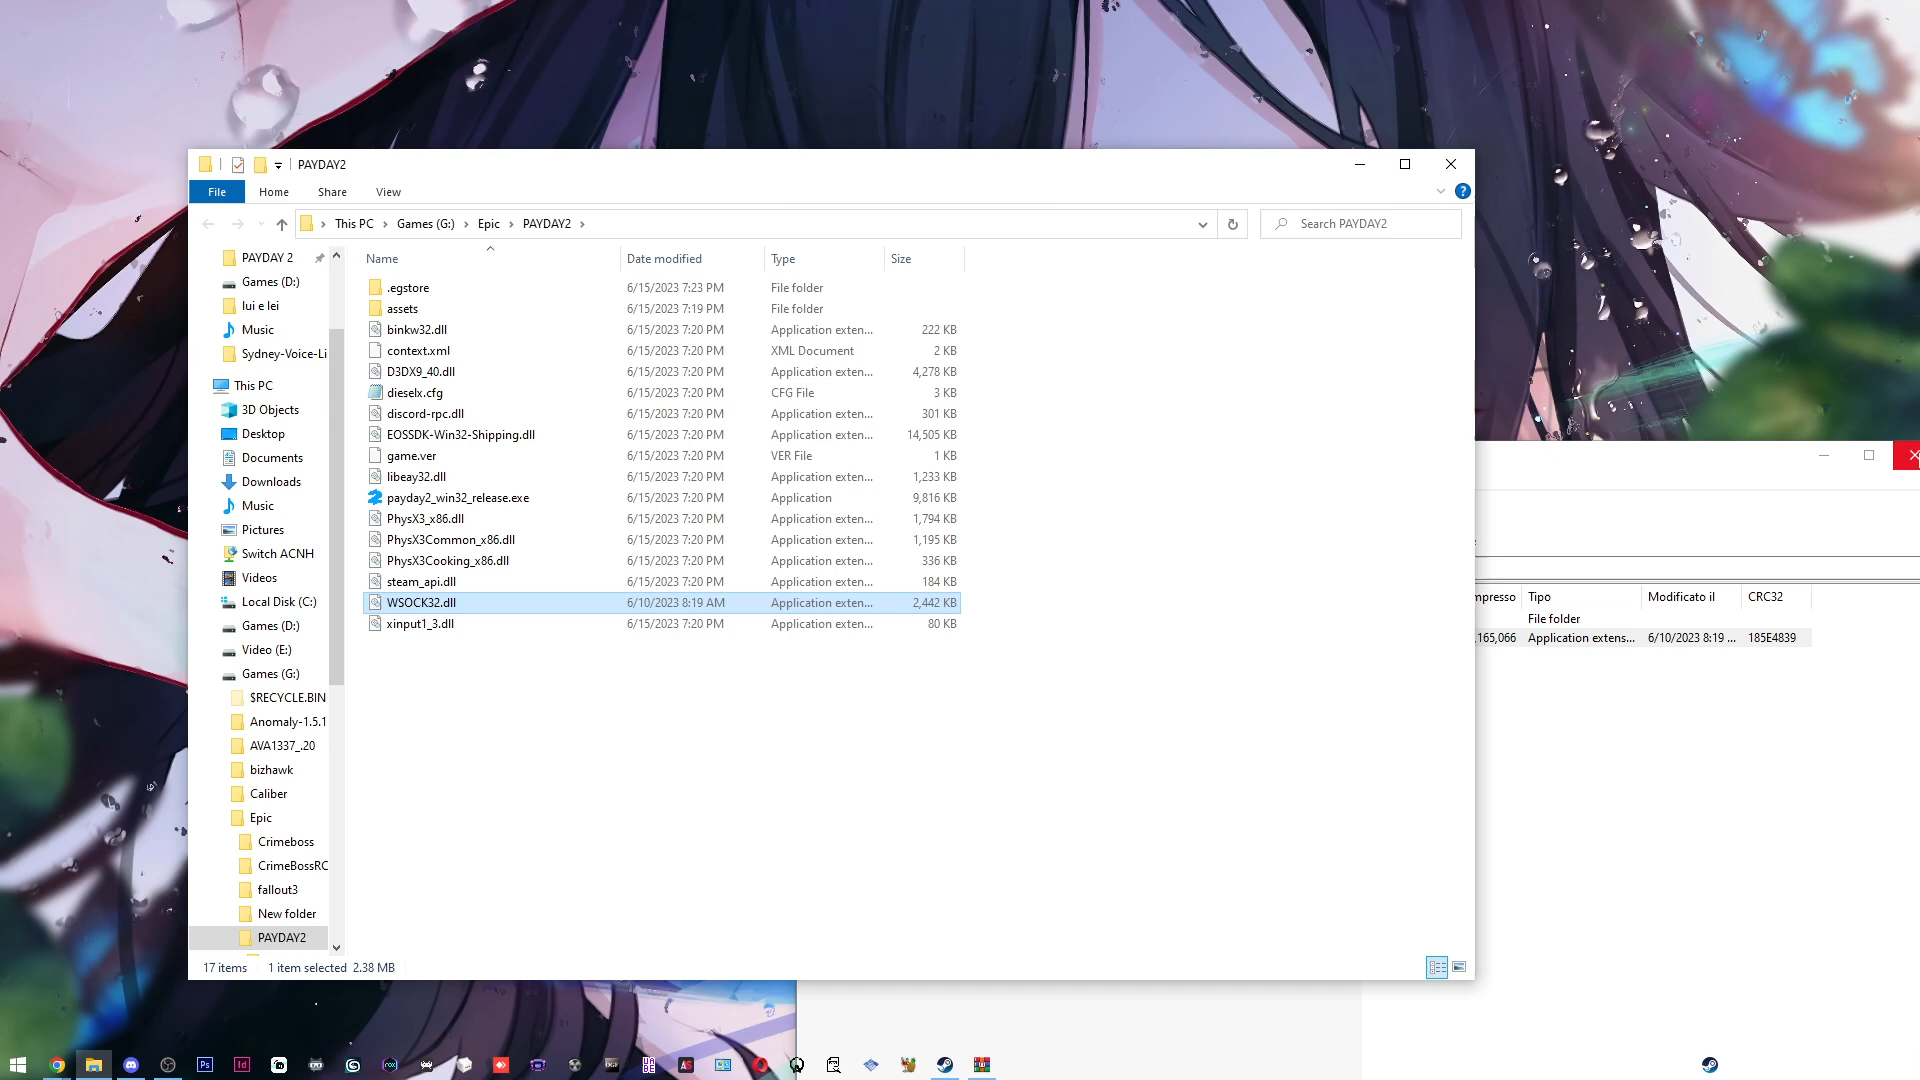 PAYDAY2
File Home Share View
This PC Games (G:) Epic PAYDAY2
Search PAYDAY2
PAYDAY 2
Games (D:)
lui e lei
Music
Sydney-Voice-Li
This PC
3D Objects
Desktop
Documents
Downloads
Music
Pictures
Switch ACNH
Videos
Local Disk (C:)
Games (D:)
Video (E:)
Games (G:)
$RECYCLE.BIN
Anomaly-1.5.1
AVA1337_.20
bizhawk
Caliber
Epic
Crimeboss
CrimeBossRC
fallout3
New folder
PAYDAY2
Name Date modified Type Size
.egstore 6/15/2023 7:23 PM File folder
assets 6/15/2023 7:19 PM File folder
binkw32.dll 6/15/2023 7:20 PM Application exten... 222 KB
context.xml 6/15/2023 7:20 PM XML Document 2 KB
D3DX9_40.dll 6/15/2023 7:20 PM Application exten... 4,278 KB
dieselx.cfg 6/15/2023 7:20 PM CFG File 3 KB
discord-rpc.dll 6/15/2023 7:20 PM Application exten... 301 KB
EOSSDK-Win32-Shipping.dll 6/15/2023 7:20 PM Application exten... 14,505 KB
game.ver 6/15/2023 7:20 PM VER File 1 KB
libeay32.dll 6/15/2023 7:20 PM Application exten... 1,233 KB
payday2_win32_release.exe 6/15/2023 7:20 PM Application 9,816 KB
PhysX3_x86.dll 6/15/2023 7:20 PM Application exten... 1,794 KB
PhysX3Common_x86.dll 6/15/2023 7:20 PM Application exten... 1,195 KB
PhysX3Cooking_x86.dll 6/15/2023 7:20 PM Application exten... 336 KB
steam_api.dll 6/15/2023 7:20 PM Application exten... 184 KB
WSOCK32.dll 6/10/2023 8:19 AM Application exten... 2,442 KB
xinput1_3.dll 6/15/2023 7:20 PM Application exten... 80 KB
17 items 1 item selected 2.38 MB
mpresso Tipo Modificato il CRC32
File folder
165,066 Application extens... 6/10/2023 8:19 ... 185E4839
Ps Id